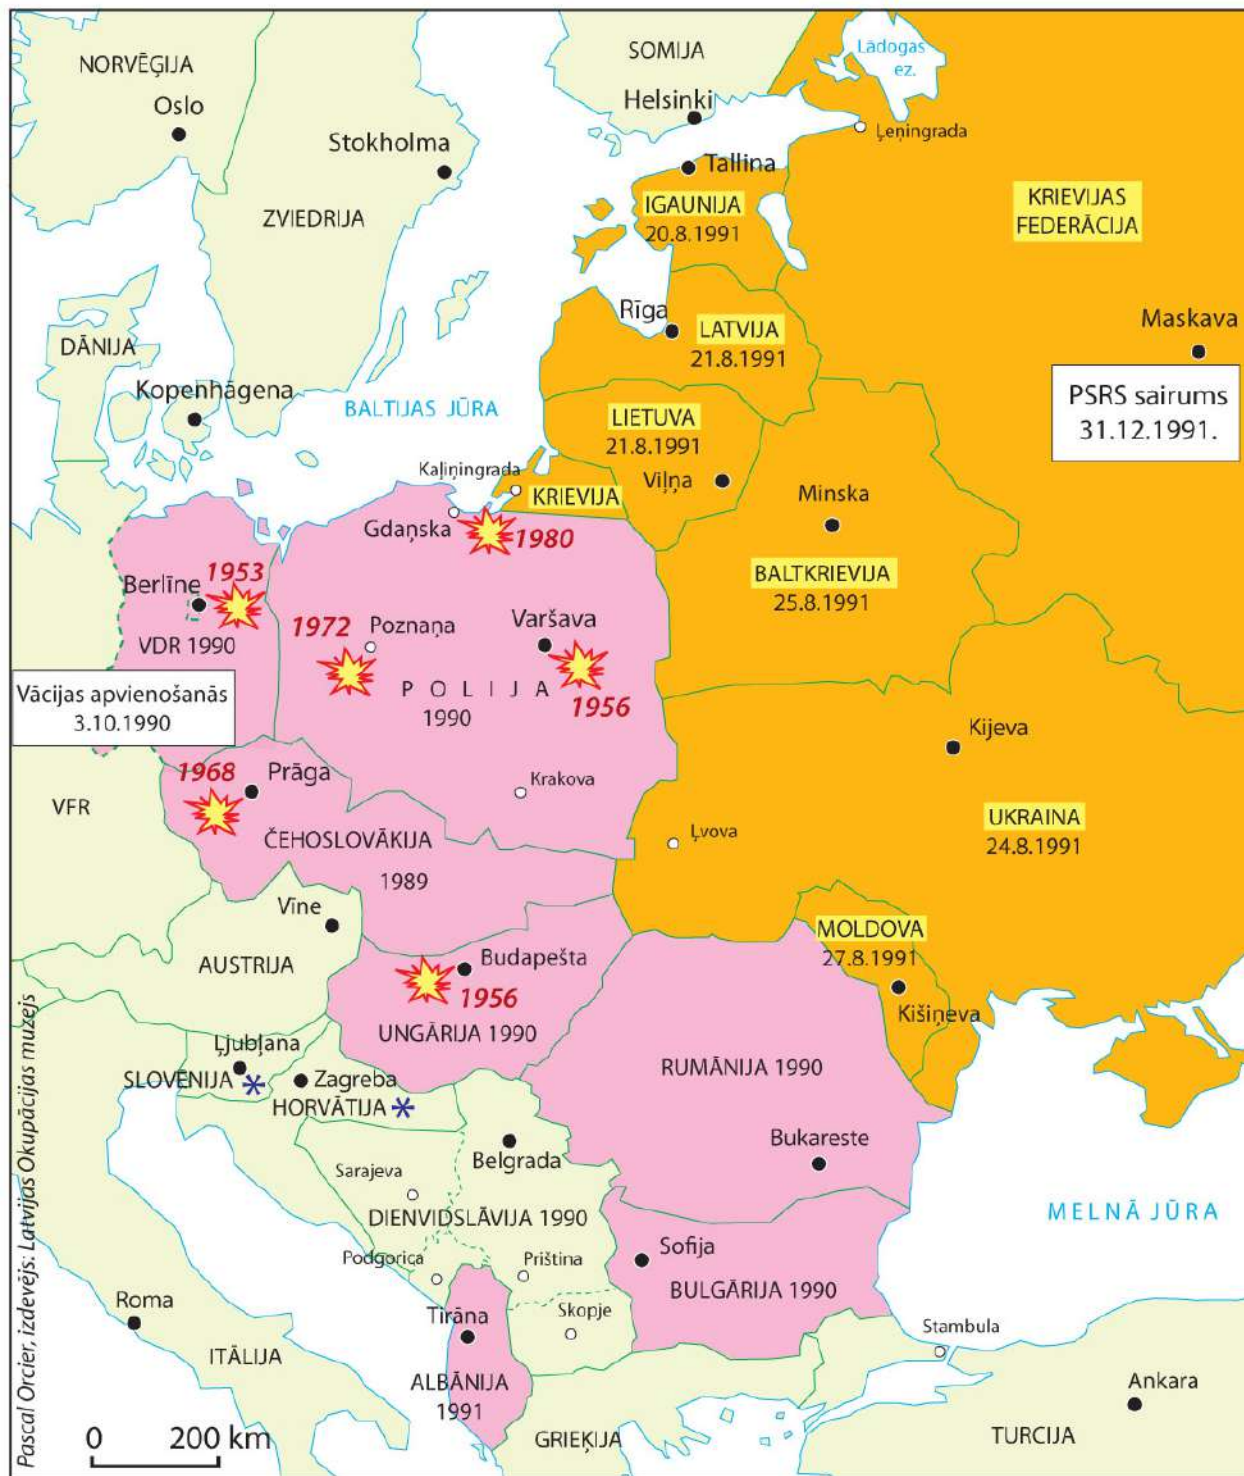 NORVĒĢIJA
SOMIJA
Lādogas
ez.
Oslo
Helsinki
Ļeņingrada
Stokholma
Tallina
ZVIEDRIJA
IGAUNIJA
20.8.1991
KRIEVIJAS
FEDERĀCIJA
Rīga
LATVIJA
21.8.1991
Maskava
DĀNIJA
Kopenhāgena
BALTIJAS JŪRA
PSRS sairums
31.12.1991.
LIETUVA
21.8.1991
Kaļiņingrada
KRIEVIJA
Viļņa
Minska
Gdaņska
1980
BALTKRIEVIJA
25.8.1991
Berlīne
1953
VDR 1990
1972
Poznaņa
Varšava
POLIJA
1990
1956
Vācijas apvienošanās
3.10.1990
Kijeva
1968
Prāga
Krakova
VFR
ČEHOSLOVĀKIJA
1989
Ļvova
UKRAINA
24.8.1991
Vīne
AUSTRIJA
MOLDOVA
27.8.1991
Kišiņeva
Budapešta
1956
UNGĀRIJA 1990
Ļjubļana
SLOVENIJA
Zagreba
HORVĀTIJA
RUMĀNIJA 1990
Bukareste
Belgrada
Sarajeva
DIENVIDSLĀVIJA 1990
MELNĀ JŪRA
Podgorica
Priština
Sofija
BULGĀRIJA 1990
Roma
Tirāna
Skopje
Stambula
ITĀLIJA
ALBĀNIJA
1991
Ankara
GRIEĶIJA
TURCIJA
0 200 km
Pascal Orcier, izdevējs: Latvijas Okupācijas muzejs